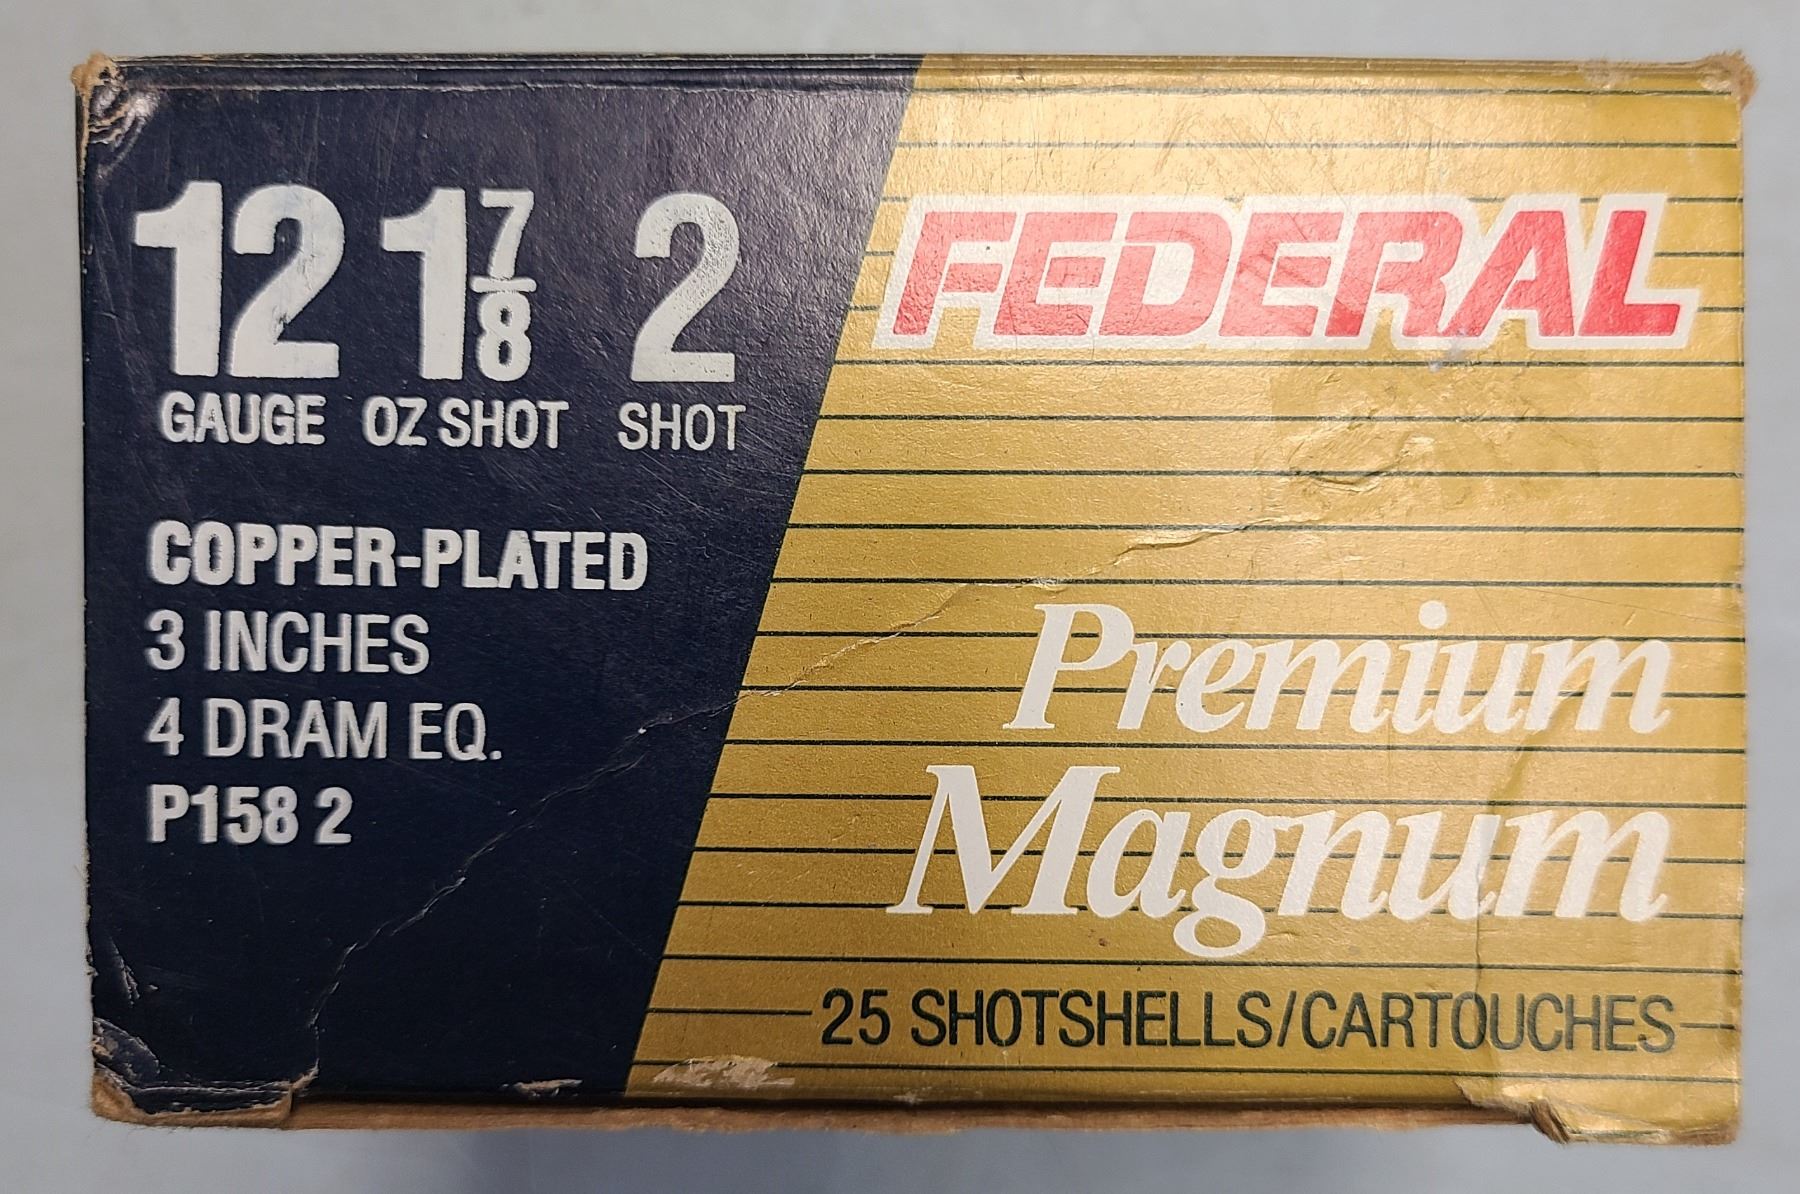 12 1 7/8 2
GAUGE OZ SHOT SHOT
COPPER-PLATED
3 INCHES
4 DRAM EQ.
P158 2
FEDERAL
Premium
Magnum
25 SHOTSHELLS/CARTOUCHES